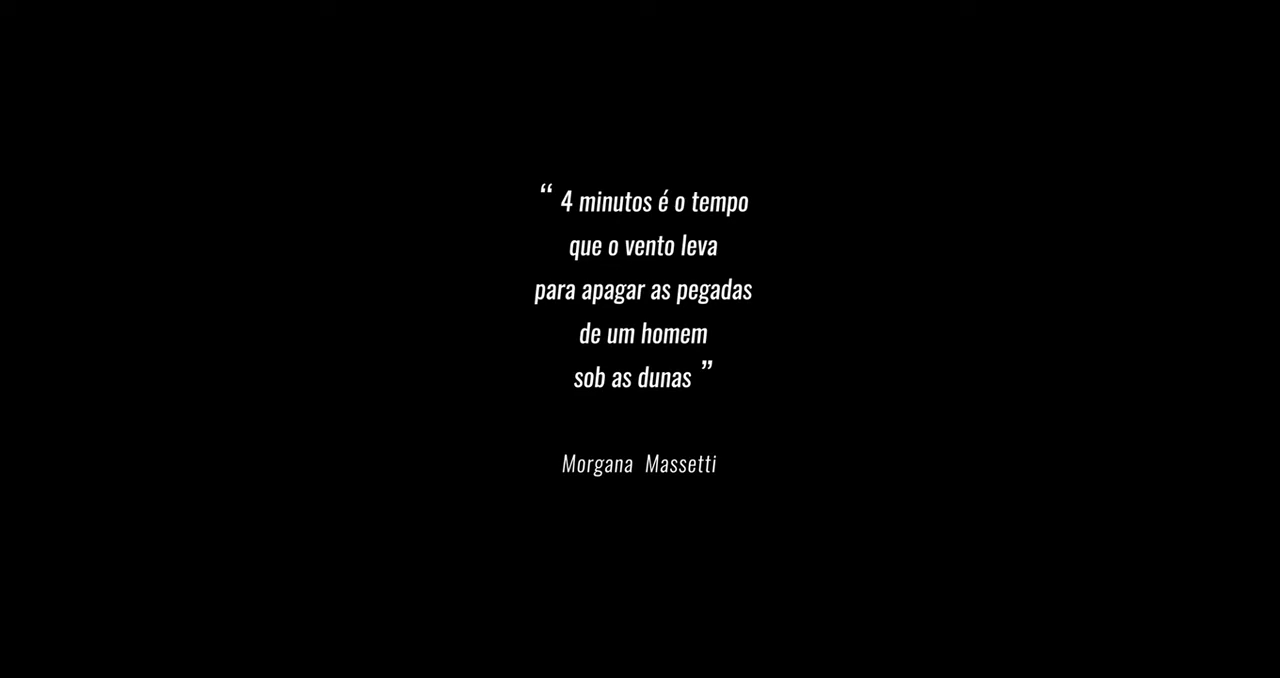 “ 4 minutos é o tempo
que o vento leva
para apagar as pegadas
de um homem
sob as dunas ”
Morgana Massetti